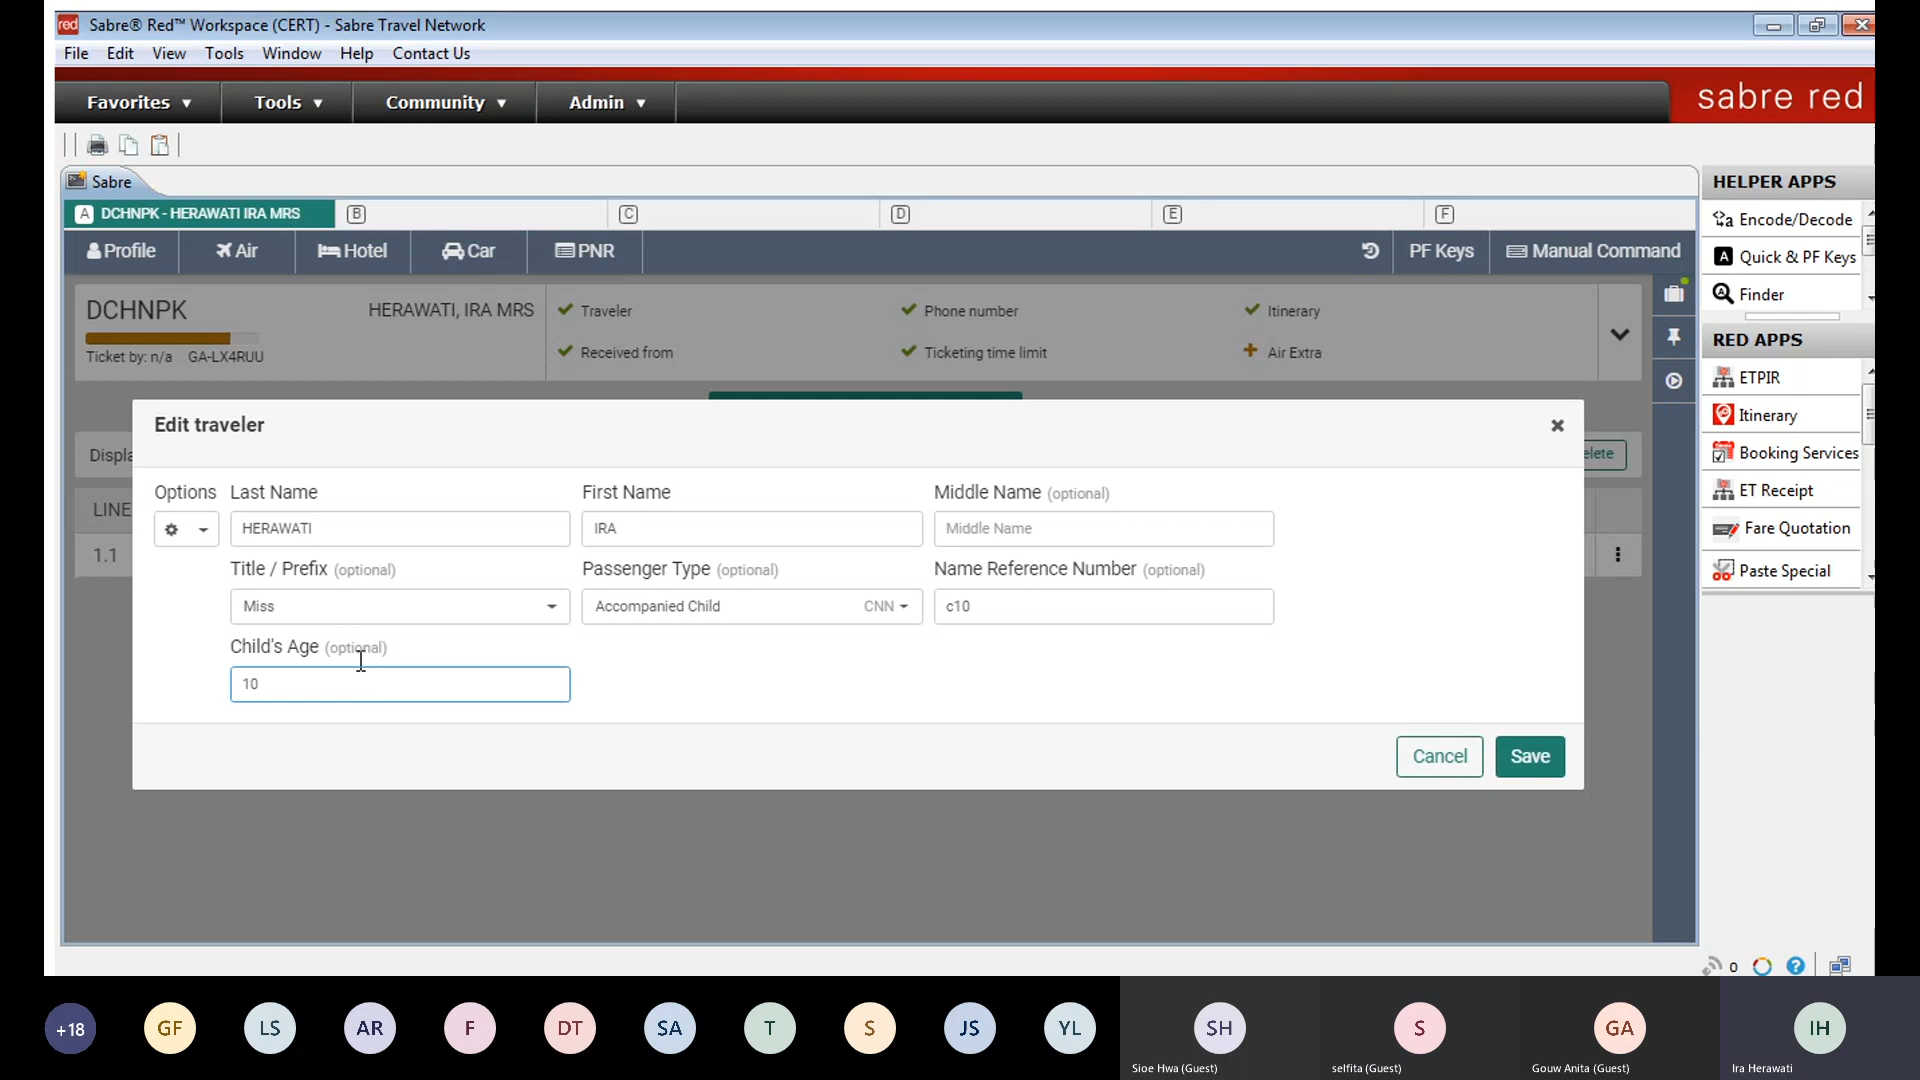 red Sabre® Red™ Workspace (CERT) - Sabre Travel Network
File Edit View Tools Window Help Contact Us
Favorites ▼ Tools ▼ Community ▼ Admin ▼
sabre red
Sabre
A DCHNPK - HERAWATI IRA MRS B C D E F
Profile Air Hotel Car PNR PF Keys Manual Command
DCHNPK HERAWATI, IRA MRS
Ticket by: n/a GA-LX4RUU
Traveler Phone number Itinerary
Received from Ticketing time limit Air Extra
Displa
elete
LINE
1.1
Edit traveler
Options Last Name First Name Middle Name (optional)
HERAWATI IRA Middle Name
Title / Prefix (optional) Passenger Type (optional) Name Reference Number (optional)
Miss Accompanied Child CNN c10
Child's Age (optional)
10
Cancel Save
HELPER APPS
Encode/Decode
A Quick & PF Keys
Finder
RED APPS
ETPIR
Itinerary
Booking Services
ET Receipt
Fare Quotation
Paste Special
0 ?
+18 GF LS AR F DT SA T S JS YL SH S GA IH
Sioe Hwa (Guest) selfita (Guest) Gouw Anita (Guest) Ira Herawati